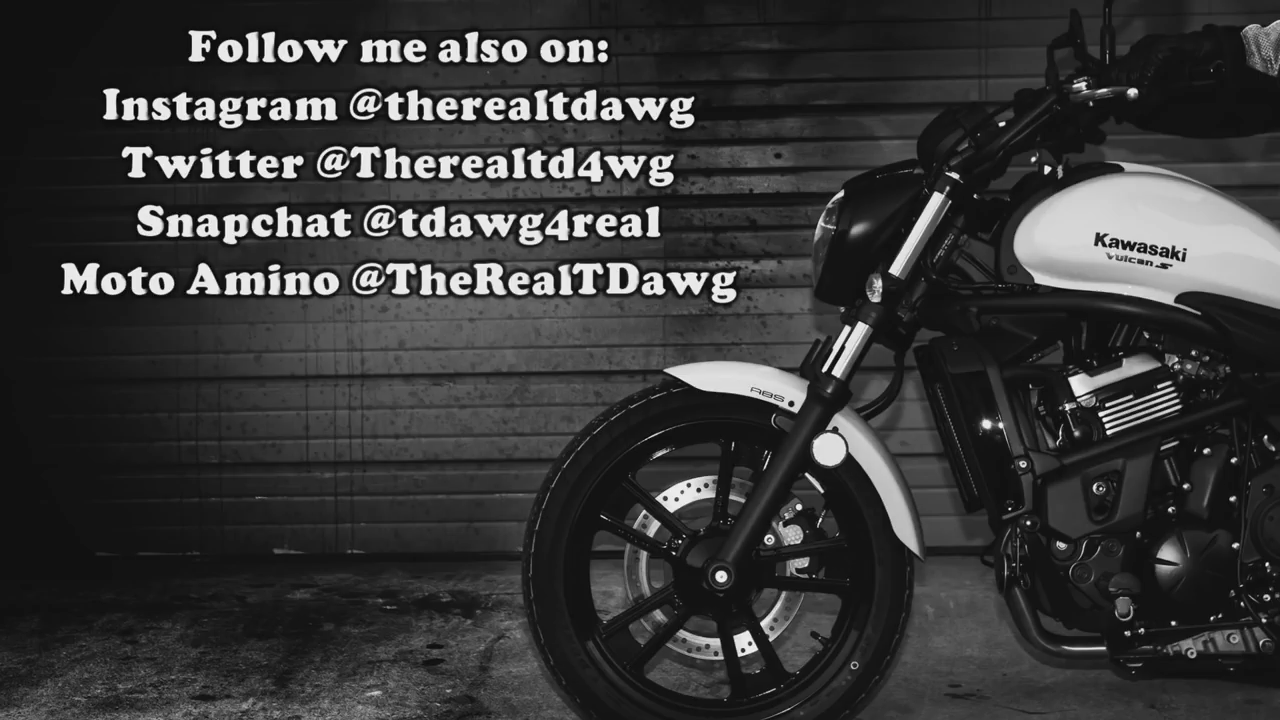 Follow me also on:
Instagram @therealtdawg
Twitter @Therealtd4wg
Snapchat @tdawg4real
Moto Amino @TheRealTDawg
Kawasaki
Vulcan S
ABS